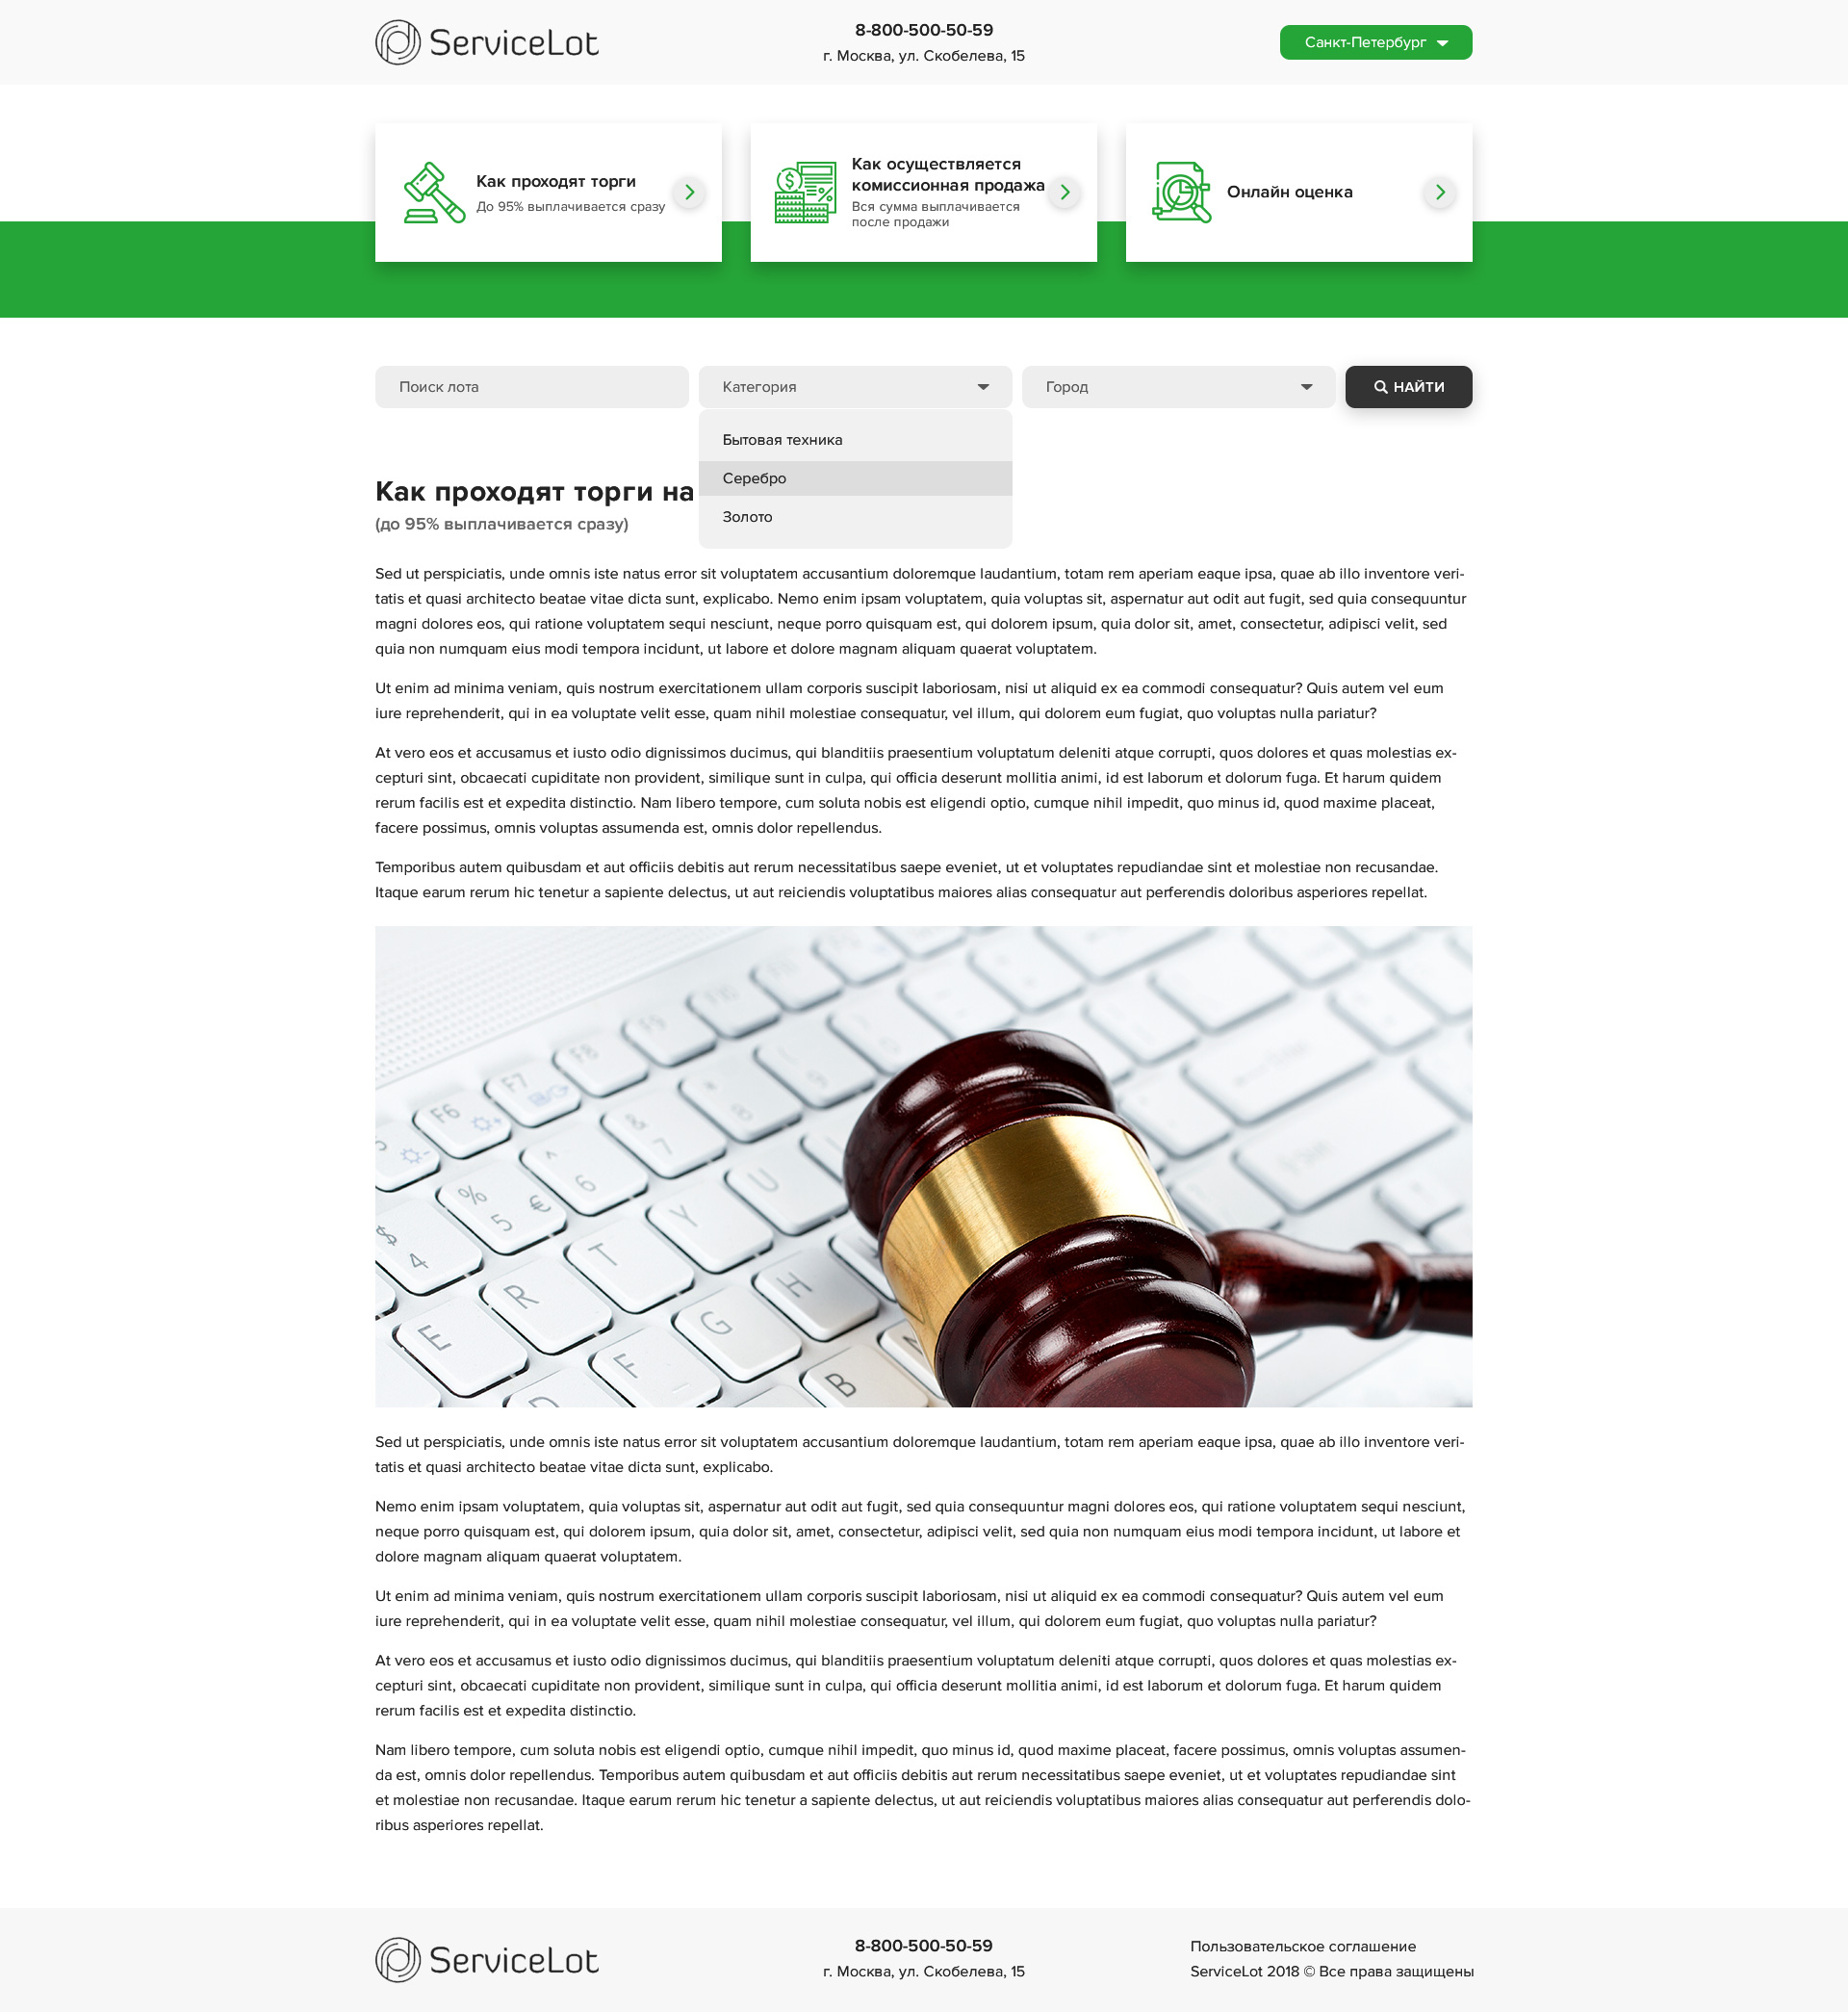 ServiceLot
8-800-500-50-59
г. Москва, ул. Скобелева, 15
Санкт-Петербург
Как проходят торги
До 95% выплачивается сразу
Как осуществляется
комиссионная продажа
Вся сумма выплачивается
после продажи
Онлайн оценка
Поиск лота
Категория
Город
НАЙТИ
Бытовая техника
Серебро
Золото
Как проходят торги на
(до 95% выплачивается сразу)
Sed ut perspiciatis, unde omnis iste natus error sit voluptatem accusantium doloremque laudantium, totam rem aperiam eaque ipsa, quae ab illo inventore veri-
tatis et quasi architecto beatae vitae dicta sunt, explicabo. Nemo enim ipsam voluptatem, quia voluptas sit, aspernatur aut odit aut fugit, sed quia consequuntur
magni dolores eos, qui ratione voluptatem sequi nesciunt, neque porro quisquam est, qui dolorem ipsum, quia dolor sit, amet, consectetur, adipisci velit, sed
quia non numquam eius modi tempora incidunt, ut labore et dolore magnam aliquam quaerat voluptatem.
Ut enim ad minima veniam, quis nostrum exercitationem ullam corporis suscipit laboriosam, nisi ut aliquid ex ea commodi consequatur? Quis autem vel eum
iure reprehenderit, qui in ea voluptate velit esse, quam nihil molestiae consequatur, vel illum, qui dolorem eum fugiat, quo voluptas nulla pariatur?
At vero eos et accusamus et iusto odio dignissimos ducimus, qui blanditiis praesentium voluptatum deleniti atque corrupti, quos dolores et quas molestias ex-
cepturi sint, obcaecati cupiditate non provident, similique sunt in culpa, qui officia deserunt mollitia animi, id est laborum et dolorum fuga. Et harum quidem
rerum facilis est et expedita distinctio. Nam libero tempore, cum soluta nobis est eligendi optio, cumque nihil impedit, quo minus id, quod maxime placeat,
facere possimus, omnis voluptas assumenda est, omnis dolor repellendus.
Temporibus autem quibusdam et aut officiis debitis aut rerum necessitatibus saepe eveniet, ut et voluptates repudiandae sint et molestiae non recusandae.
Itaque earum rerum hic tenetur a sapiente delectus, ut aut reiciendis voluptatibus maiores alias consequatur aut perferendis doloribus asperiores repellat.
F10
F9
F8
F7
F6
8
7
6
U
% 5 €
Y
$ 4
T
R
H
E
G
F
B
D
Sed ut perspiciatis, unde omnis iste natus error sit voluptatem accusantium doloremque laudantium, totam rem aperiam eaque ipsa, quae ab illo inventore veri-
tatis et quasi architecto beatae vitae dicta sunt, explicabo.
Nemo enim ipsam voluptatem, quia voluptas sit, aspernatur aut odit aut fugit, sed quia consequuntur magni dolores eos, qui ratione voluptatem sequi nesciunt,
neque porro quisquam est, qui dolorem ipsum, quia dolor sit, amet, consectetur, adipisci velit, sed quia non numquam eius modi tempora incidunt, ut labore et
dolore magnam aliquam quaerat voluptatem.
Ut enim ad minima veniam, quis nostrum exercitationem ullam corporis suscipit laboriosam, nisi ut aliquid ex ea commodi consequatur? Quis autem vel eum
iure reprehenderit, qui in ea voluptate velit esse, quam nihil molestiae consequatur, vel illum, qui dolorem eum fugiat, quo voluptas nulla pariatur?
At vero eos et accusamus et iusto odio dignissimos ducimus, qui blanditiis praesentium voluptatum deleniti atque corrupti, quos dolores et quas molestias ex-
cepturi sint, obcaecati cupiditate non provident, similique sunt in culpa, qui officia deserunt mollitia animi, id est laborum et dolorum fuga. Et harum quidem
rerum facilis est et expedita distinctio.
Nam libero tempore, cum soluta nobis est eligendi optio, cumque nihil impedit, quo minus id, quod maxime placeat, facere possimus, omnis voluptas assumen-
da est, omnis dolor repellendus. Temporibus autem quibusdam et aut officiis debitis aut rerum necessitatibus saepe eveniet, ut et voluptates repudiandae sint
et molestiae non recusandae. Itaque earum rerum hic tenetur a sapiente delectus, ut aut reiciendis voluptatibus maiores alias consequatur aut perferendis dolo-
ribus asperiores repellat.
ServiceLot
8-800-500-50-59
г. Москва, ул. Скобелева, 15
Пользовательское соглашение
ServiceLot 2018 © Все права защищены